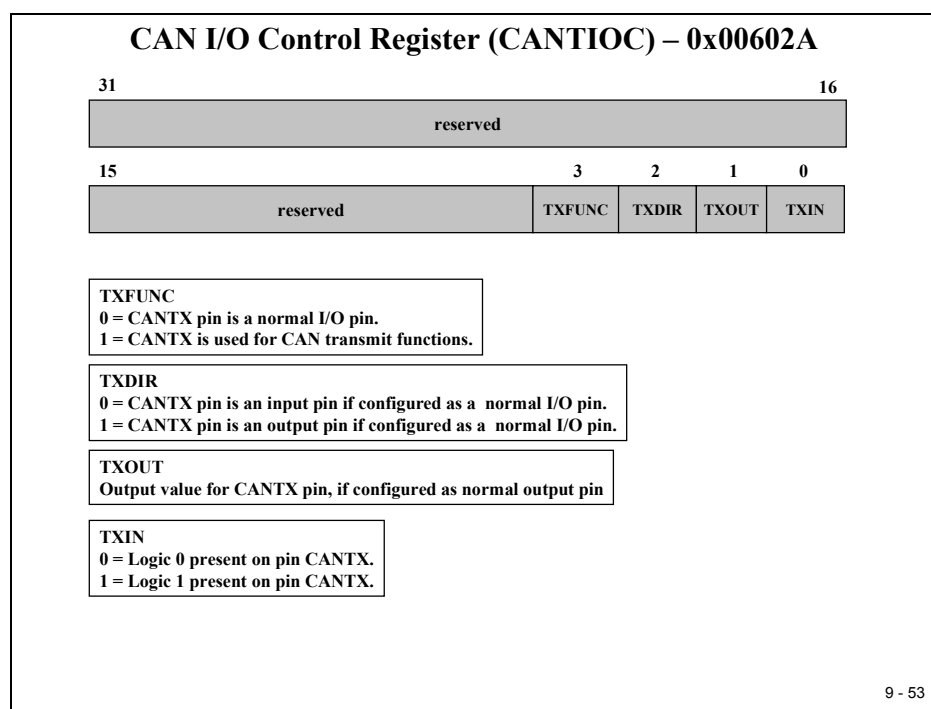 CAN I/O Control Register (CANTIOC) – 0x00602A
31 16
reserved
15 3 2 1 0
reserved TXFUNC TXDIR TXOUT TXIN
TXFUNC
0 = CANTX pin is a normal I/O pin.
1 = CANTX is used for CAN transmit functions.
TXDIR
0 = CANTX pin is an input pin if configured as a normal I/O pin.
1 = CANTX pin is an output pin if configured as a normal I/O pin.
TXOUT
Output value for CANTX pin, if configured as normal output pin
TXIN
0 = Logic 0 present on pin CANTX.
1 = Logic 1 present on pin CANTX.
9 - 53